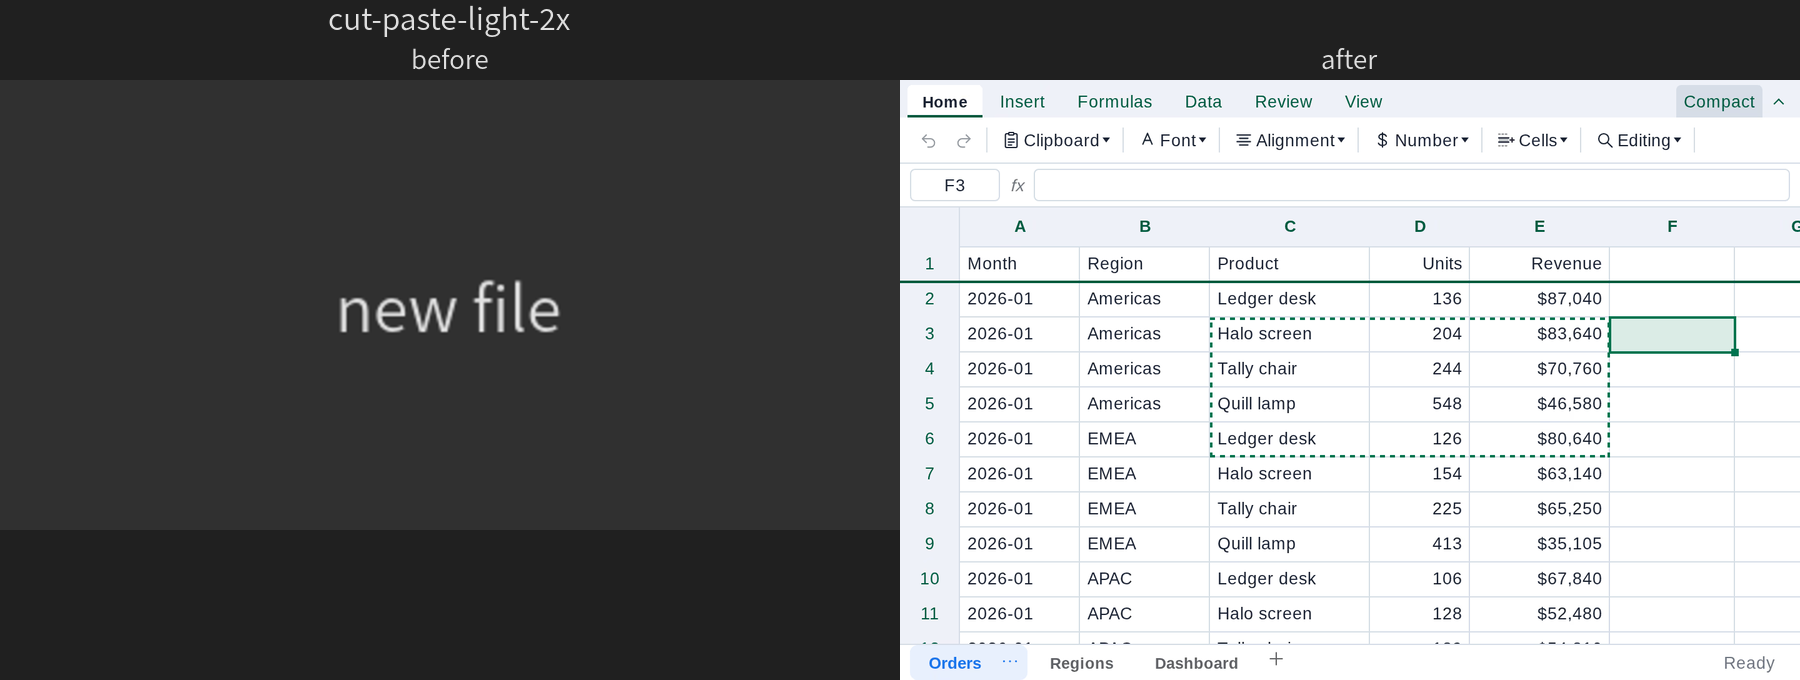 cut-paste-light-2x
before
after
new file
Home Insert Formulas Data Review View Compact
Clipboard Font Alignment $ Number Cells Editing
F3 fx
A B C D E F G
1 Month Region Product Units Revenue
2 2026-01 Americas Ledger desk 136 $87,040
3 2026-01 Americas Halo screen 204 $83,640
4 2026-01 Americas Tally chair 244 $70,760
5 2026-01 Americas Quill lamp 548 $46,580
6 2026-01 EMEA Ledger desk 126 $80,640
7 2026-01 EMEA Halo screen 154 $63,140
8 2026-01 EMEA Tally chair 225 $65,250
9 2026-01 EMEA Quill lamp 413 $35,105
10 2026-01 APAC Ledger desk 106 $67,840
11 2026-01 APAC Halo screen 128 $52,480
Orders ... Regions Dashboard + Ready